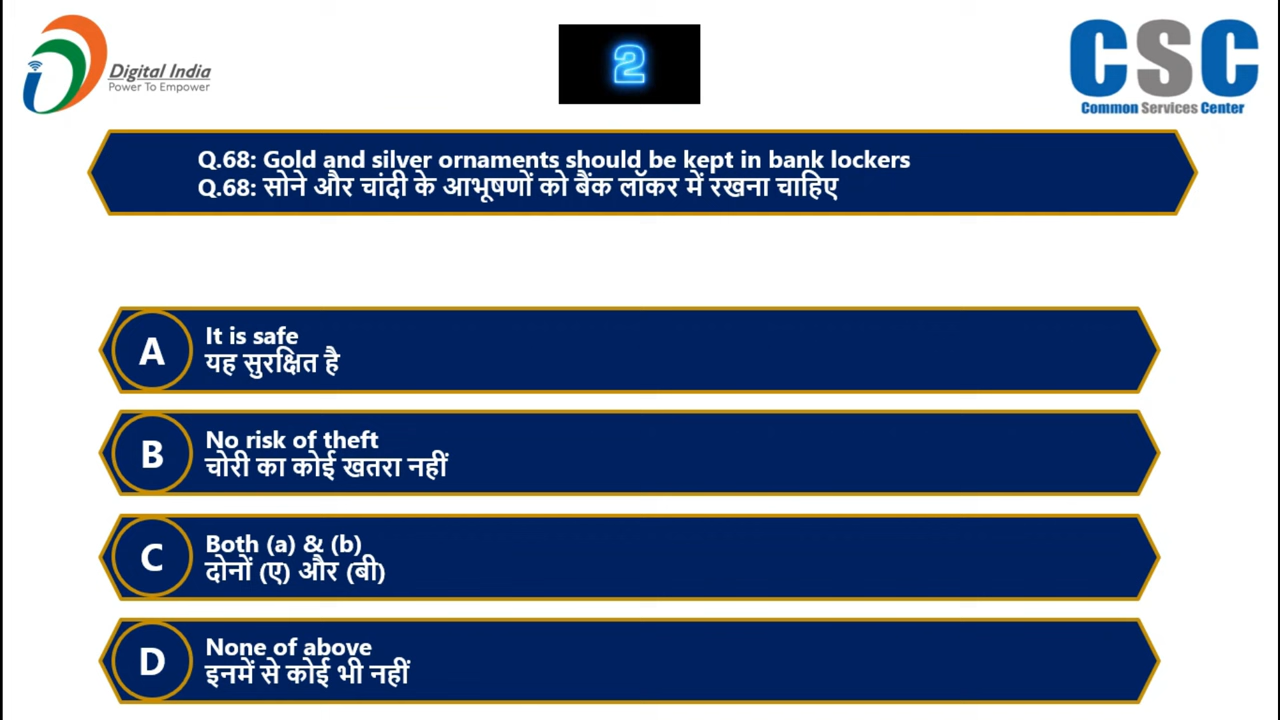 Digital India
Power To Empower
2
CSC
Common Services Center
Q.68: Gold and silver ornaments should be kept in bank lockers
Q.68: सोने और चांदी के आभूषणों को बैंक लॉकर में रखना चाहिए
A
It is safe
यह सुरक्षित है
B
No risk of theft
चोरी का कोई खतरा नहीं
C
Both (a) & (b)
दोनों (ए) और (बी)
D
None of above
इनमें से कोई भी नहीं